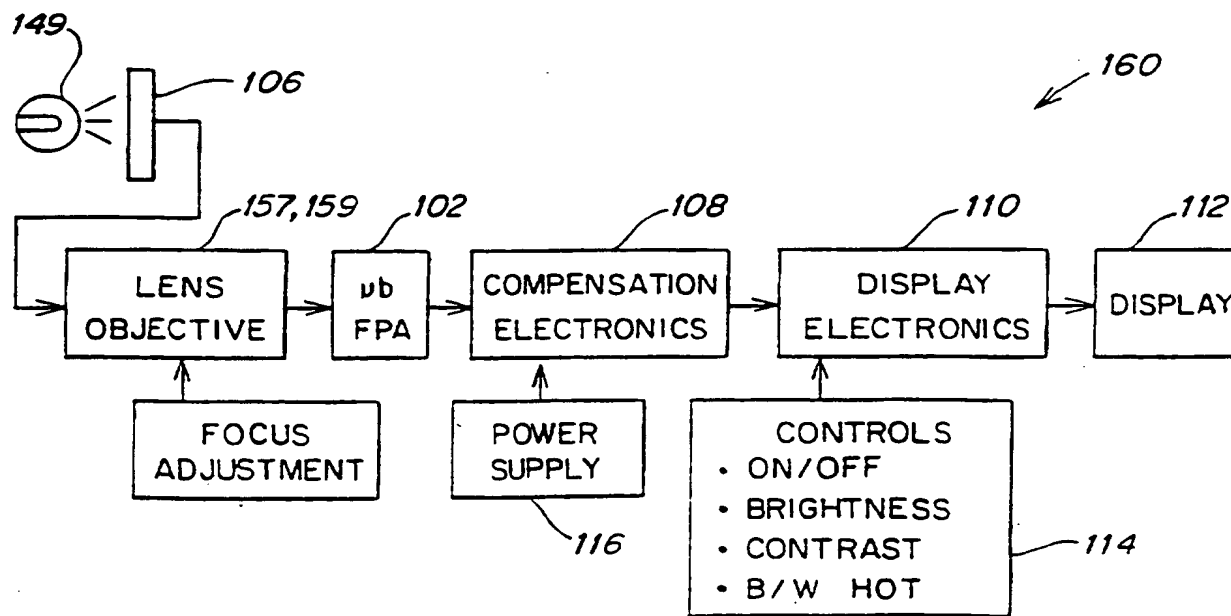 149
106
160
157, 159
102
108
110
112
LENS
OBJECTIVE
µb
FPA
COMPENSATION
ELECTRONICS
DISPLAY
ELECTRONICS
DISPLAY
FOCUS
ADJUSTMENT
POWER
SUPPLY
116
CONTROLS
• ON/OFF
• BRIGHTNESS
• CONTRAST
• B/W HOT
114